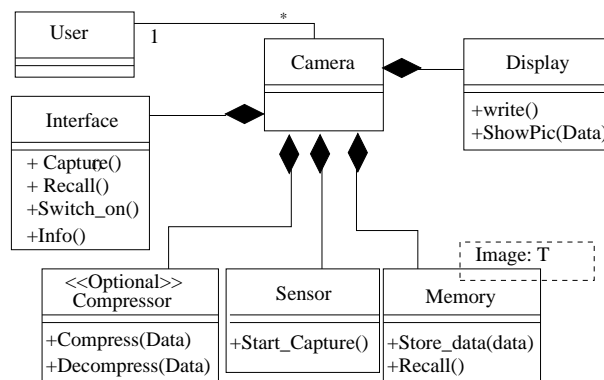 User
1
*
Camera
Display
+write()
+ShowPic(Data)
Interface
+ Capture()
+ Recall()
+Switch_on()
+Info()
<<Optional>>
Compressor
+Compress(Data)
+Decompress(Data)
Sensor
+Start_Capture()
Image: T
Memory
+Store_data(data)
+Recall()